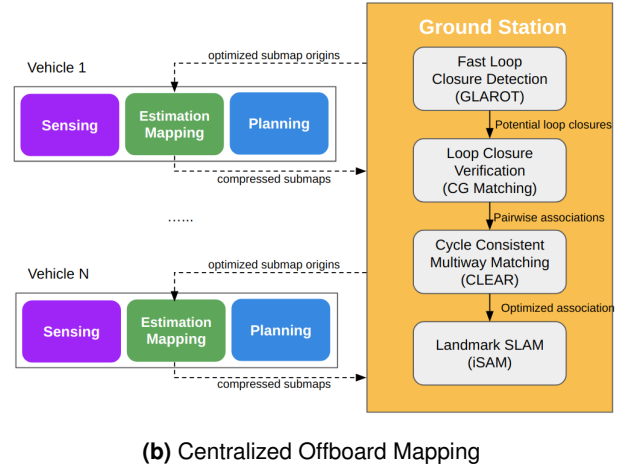 Ground Station
Vehicle 1
optimized submap origins
Sensing
Estimation
Mapping
Planning
compressed submaps
......
Vehicle N
optimized submap origins
Sensing
Estimation
Mapping
Planning
compressed submaps
Fast Loop
Closure Detection
(GLAROT)
Potential loop closures
Loop Closure
Verification
(CG Matching)
Pairwise associations
Cycle Consistent
Multiway Matching
(CLEAR)
Optimized association
Landmark SLAM
(iSAM)
(b) Centralized Offboard Mapping